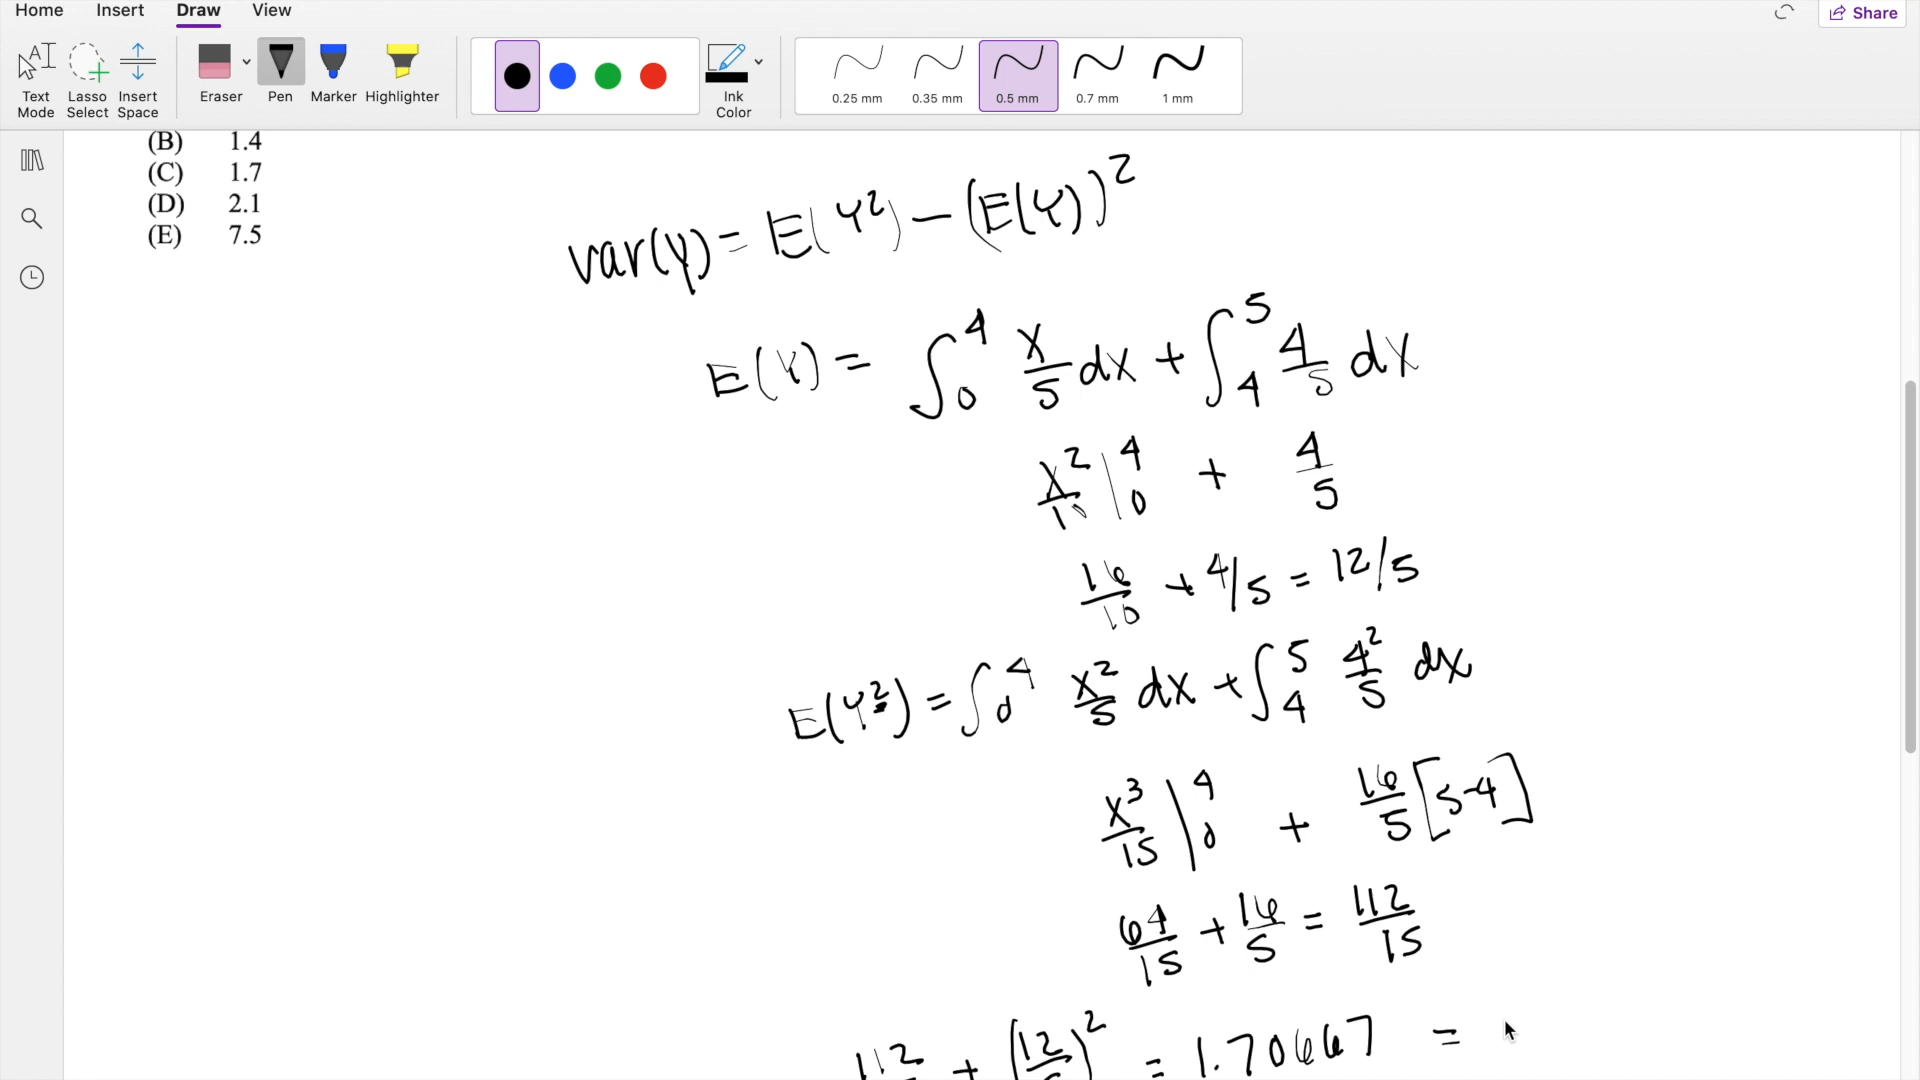 Home Insert Draw View Share
Text Mode Lasso Select Insert Space Eraser Pen Marker Highlighter Ink Color 0.25 mm 0.35 mm 0.5 mm 0.7 mm 1 mm
(B) 1.4
(C) 1.7
(D) 2.1
(E) 7.5
var(Y) = E(Y²) − (E(Y))²
E(Y) = ∫₀⁴ x/5 dx + ∫₄⁵ 4/5 dx
x²/10 |₀⁴ + 4/5
16/10 + 4/5 = 12/5
E(Y²) = ∫₀⁴ x²/5 dx + ∫₄⁵ 4²/5 dx
x³/15 |₀⁴ + 16/5 [5-4]
64/15 + 16/5 = 112/15
112 + (12/ )² = 1.70667 =